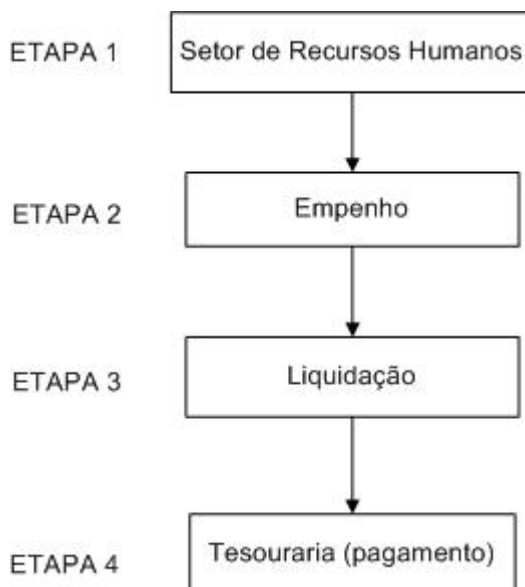 ETAPA 1
Setor de Recursos Humanos
ETAPA 2
Empenho
ETAPA 3
Liquidação
ETAPA 4
Tesouraria (pagamento)